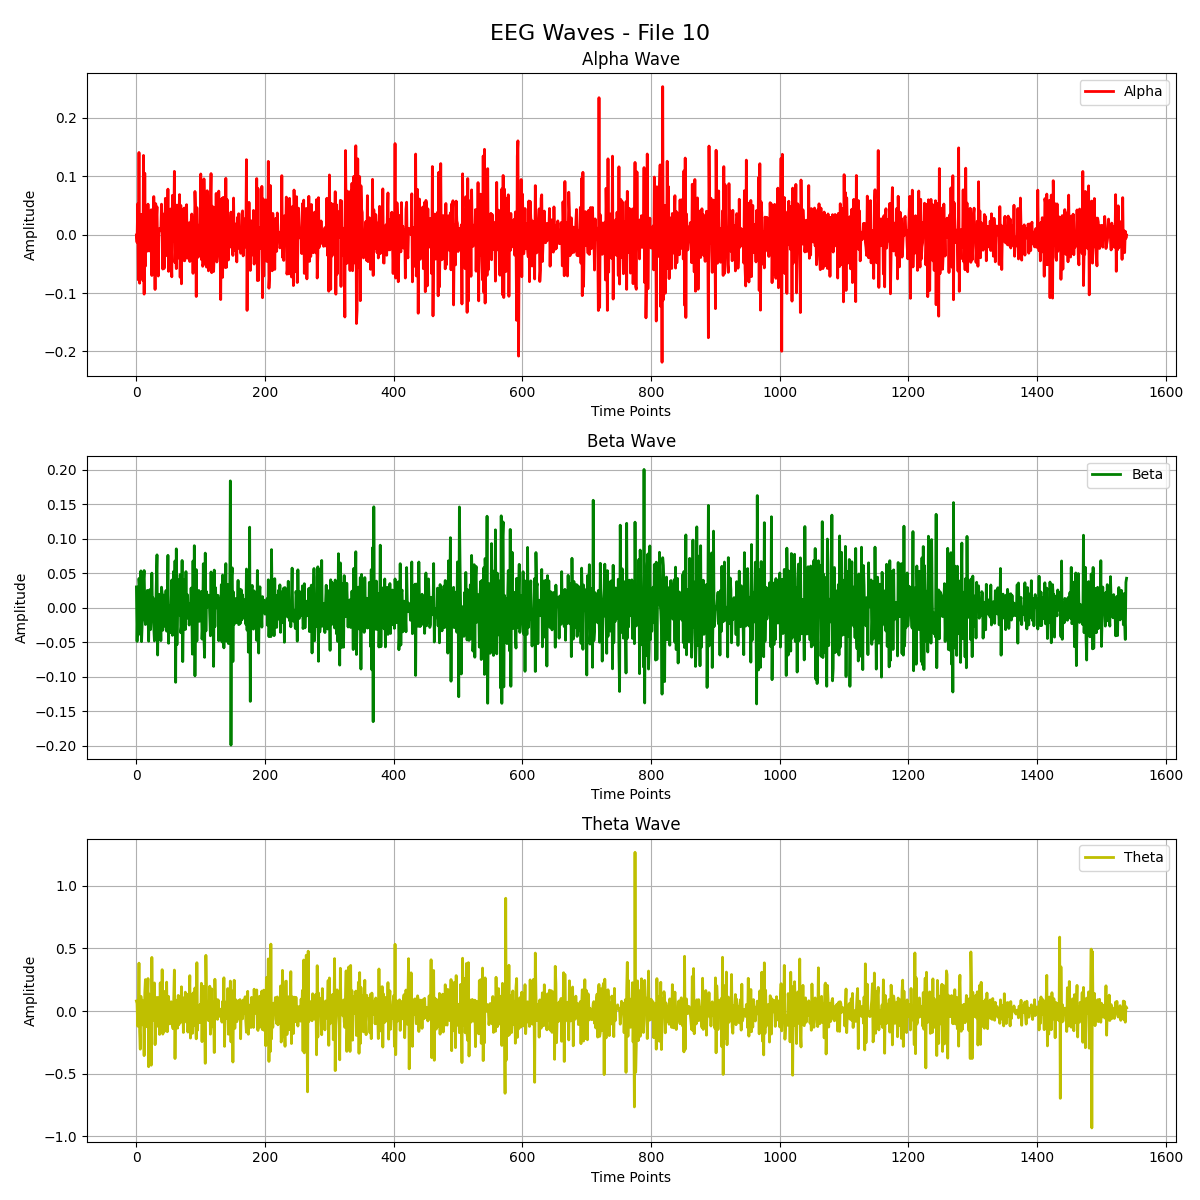 EEG Waves - File 10
Alpha Wave
Alpha
Amplitude
0.2
0.1
0.0
−0.1
−0.2
0 200 400 600 800 1000 1200 1400 1600
Time Points
Beta Wave
Beta
Amplitude
0.20
0.15
0.10
0.05
0.00
−0.05
−0.10
−0.15
−0.20
0 200 400 600 800 1000 1200 1400 1600
Time Points
Theta Wave
Theta
Amplitude
1.0
0.5
0.0
−0.5
−1.0
0 200 400 600 800 1000 1200 1400 1600
Time Points